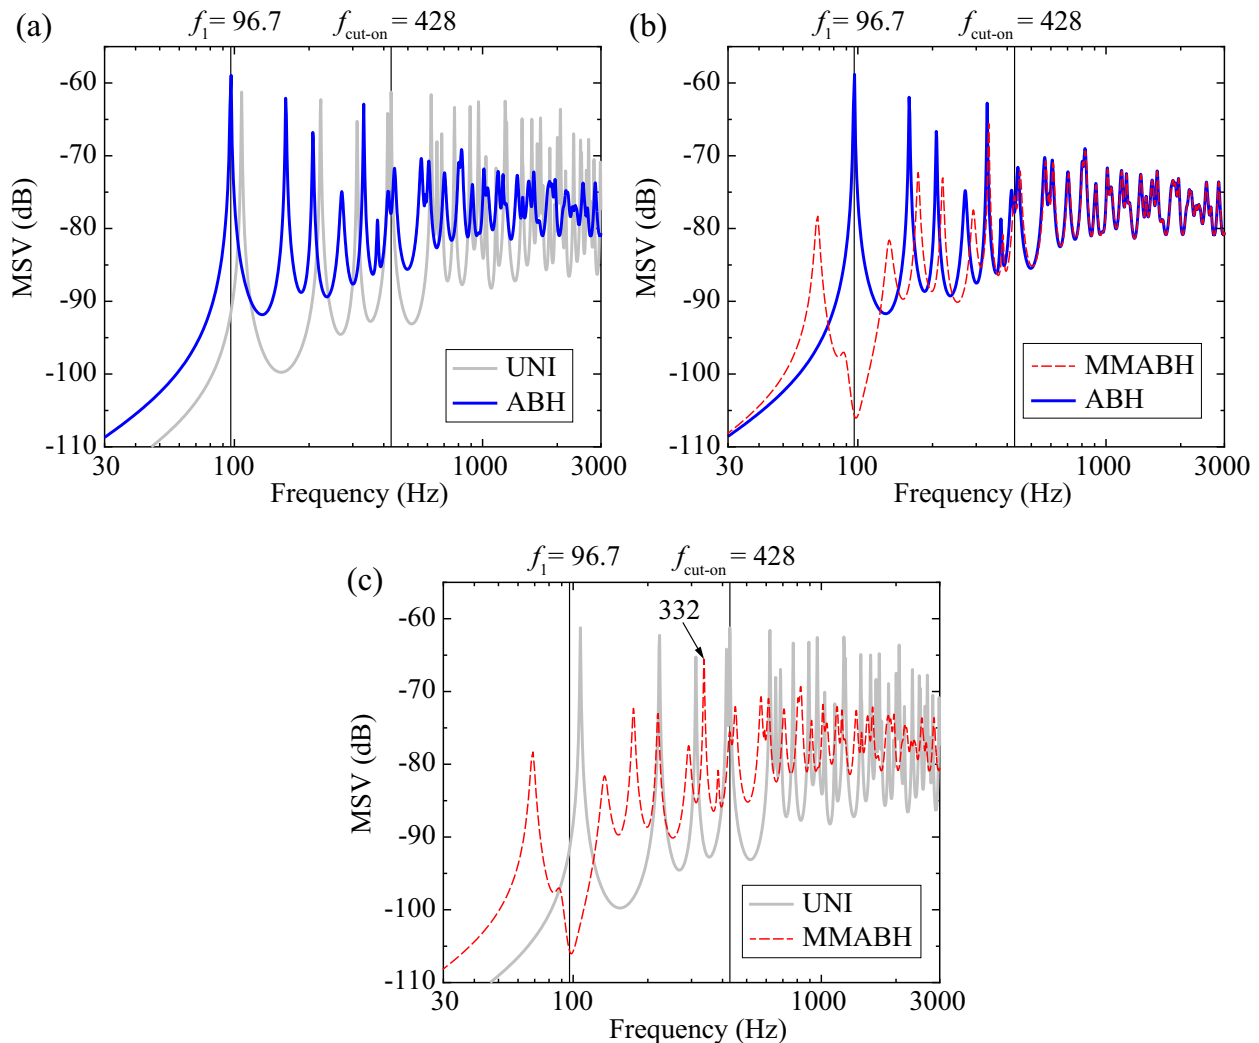 (a) f1 = 96.7 fcut-on = 428
-60
-70
-80
-90
-100
-110
MSV (dB)
UNI
ABH
30 100 1000 3000
Frequency (Hz)
(b) f1 = 96.7 fcut-on = 428
-60
-70
-80
-90
-100
-110
MSV (dB)
MMABH
ABH
30 100 1000 3000
Frequency (Hz)
(c) f1 = 96.7 fcut-on = 428
332
-60
-70
-80
-90
-100
-110
MSV (dB)
UNI
MMABH
30 100 1000 3000
Frequency (Hz)